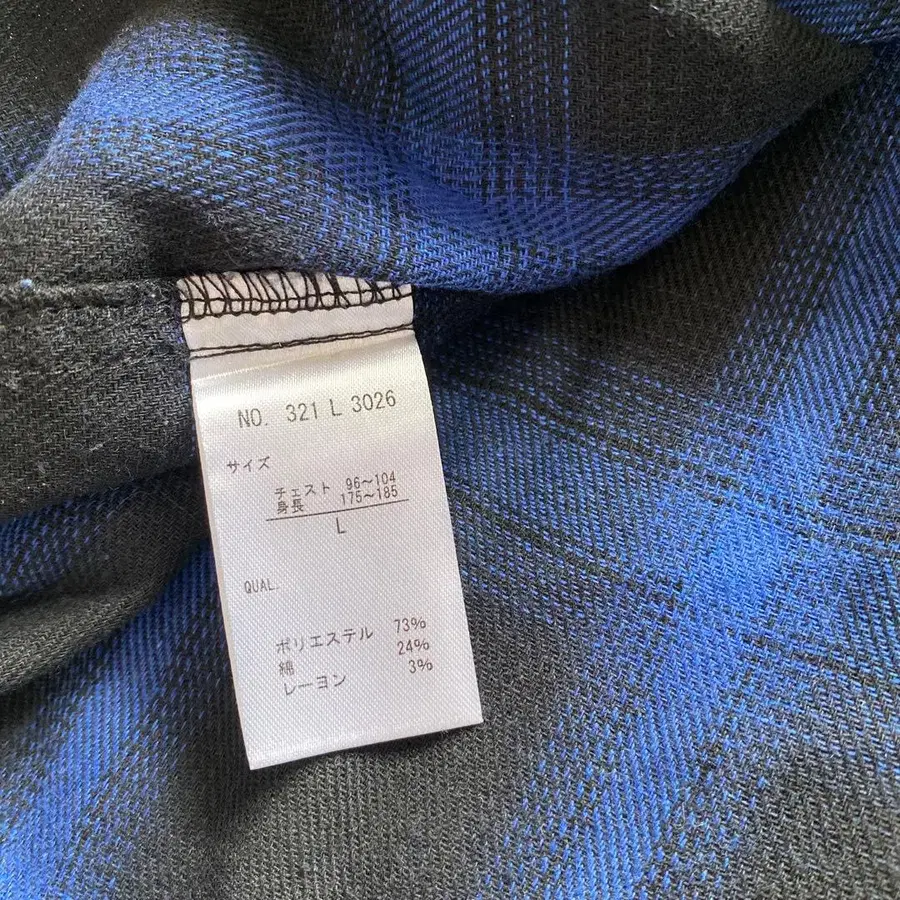 NO. 321 L 3026
サイズ
チェスト 96～104
身長 175～185
L
QUAL.
ポリエステル 73%
綿 24%
レーヨン 3%